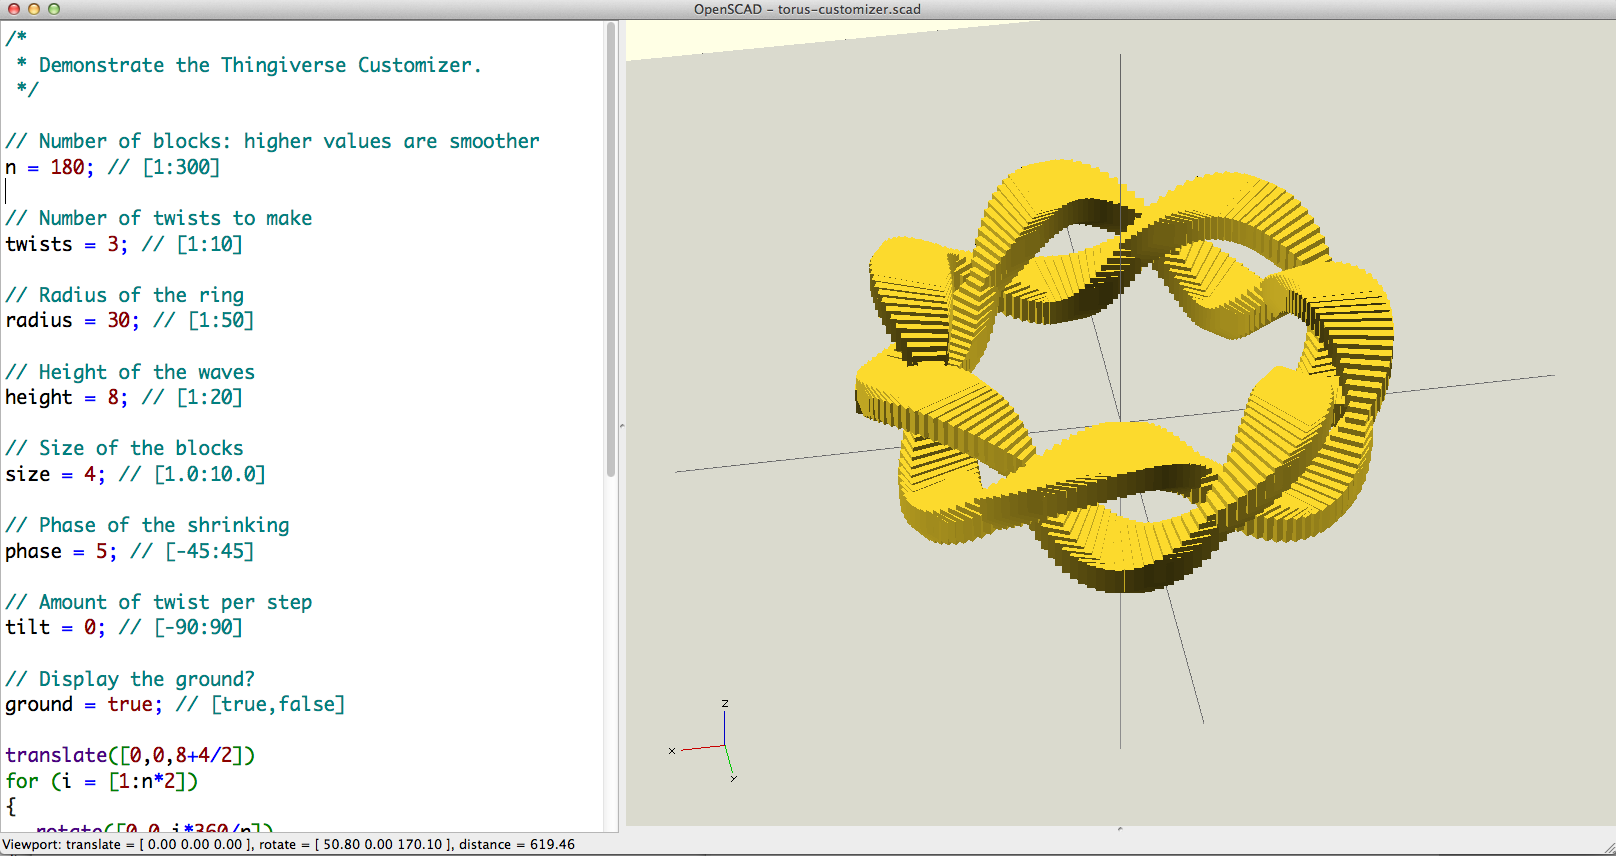 OpenSCAD – torus-customizer.scad
/*
 * Demonstrate the Thingiverse Customizer.
 */
// Number of blocks: higher values are smoother
n = 180; // [1:300]
// Number of twists to make
twists = 3; // [1:10]
// Radius of the ring
radius = 30; // [1:50]
// Height of the waves
height = 8; // [1:20]
// Size of the blocks
size = 4; // [1.0:10.0]
// Phase of the shrinking
phase = 5; // [-45:45]
// Amount of twist per step
tilt = 0; // [-90:90]
// Display the ground?
ground = true; // [true,false]
translate([0,0,8+4/2])
for (i = [1:n*2])
{
rotate([0,0,i*360/n])
z
x
y
Viewport: translate = [ 0.00 0.00 0.00 ], rotate = [ 50.80 0.00 170.10 ], distance = 619.46